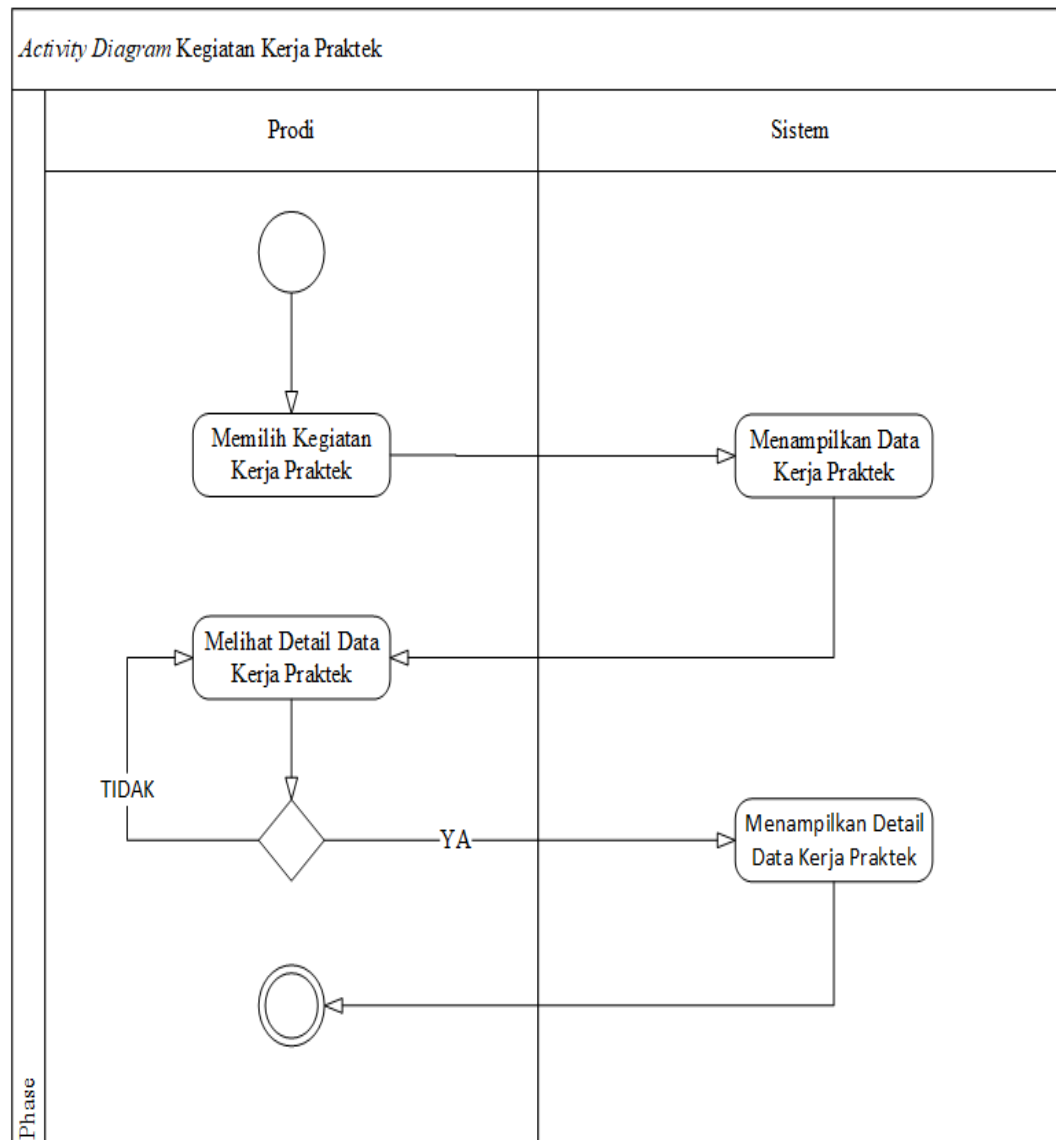 Activity Diagram Kegiatan Kerja Praktek
Prodi
Sistem
Memilih Kegiatan
Kerja Praktek
Menampilkan Data
Kerja Praktek
Melihat Detail Data
Kerja Praktek
TIDAK
YA
Menampilkan Detail
Data Kerja Praktek
Phase